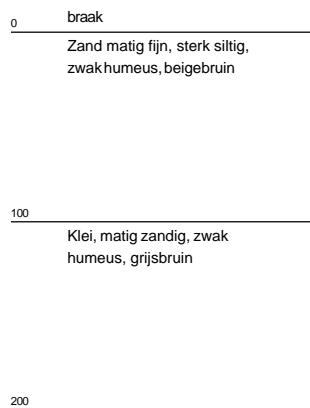 braak
0
Zand matig fijn, sterk siltig,
zwak humeus, beigebruin
100
Klei, matig zandig, zwak
humeus, grijsbruin
200